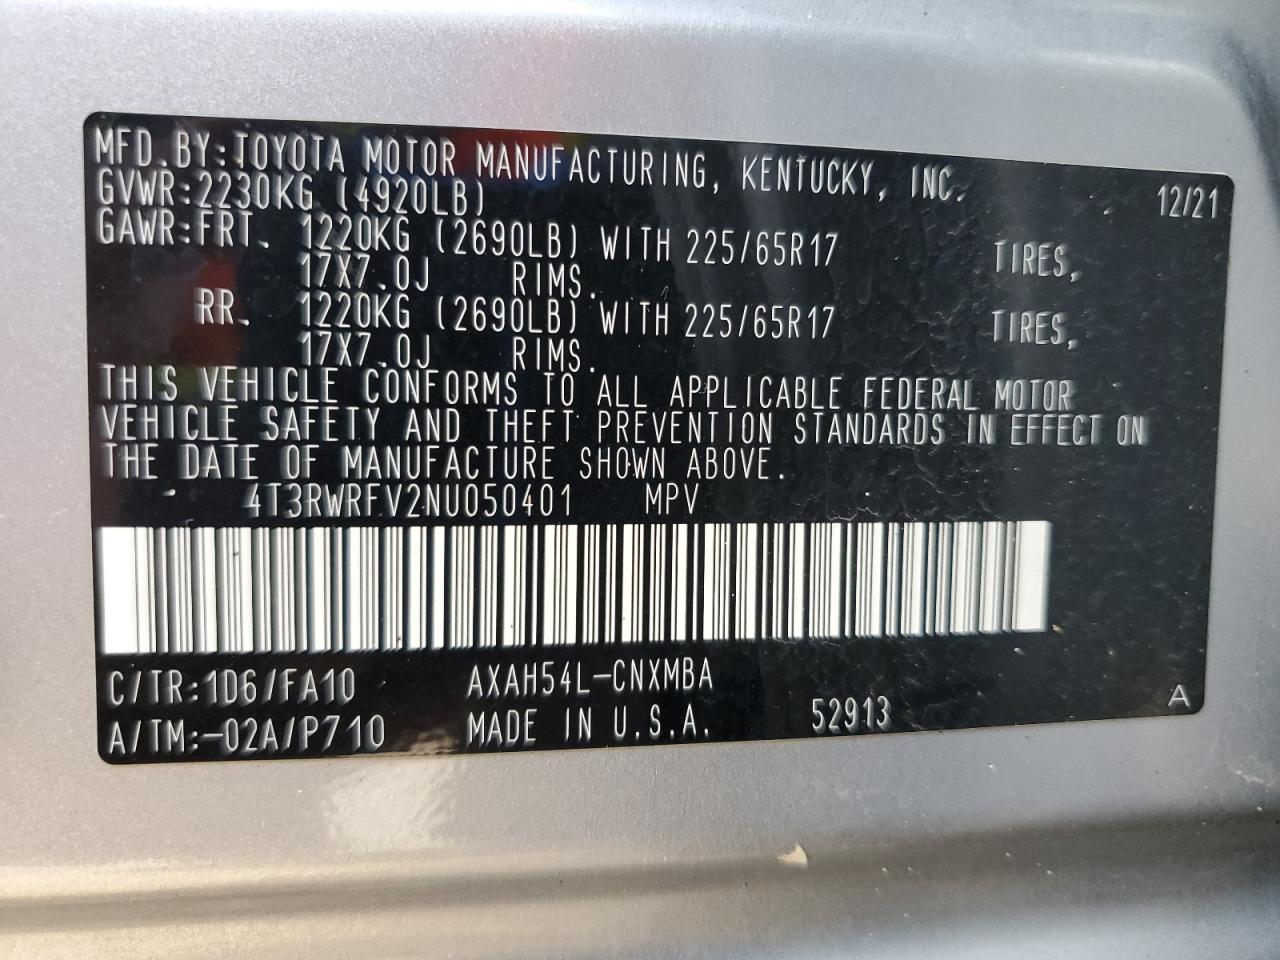 MFD.BY:TOYOTA MOTOR MANUFACTURING, KENTUCKY, INC.
GVWR:2230KG (4920LB) 12/21
GAWR:FRT. 1220KG (2690LB) WITH 225/65R17 TIRES,
17X7.0J RIMS.
RR. 1220KG (2690LB) WITH 225/65R17 TIRES,
17X7.0J RIMS.
THIS VEHICLE CONFORMS TO ALL APPLICABLE FEDERAL MOTOR
VEHICLE SAFETY AND THEFT PREVENTION STANDARDS IN EFFECT ON
THE DATE OF MANUFACTURE SHOWN ABOVE.
4T3RWRFV2NU050401 MPV
C/TR:1D6/FA10 AXAH54L-CNXMBA
A/TM:-02A/P710 MADE IN U.S.A. 52913 A